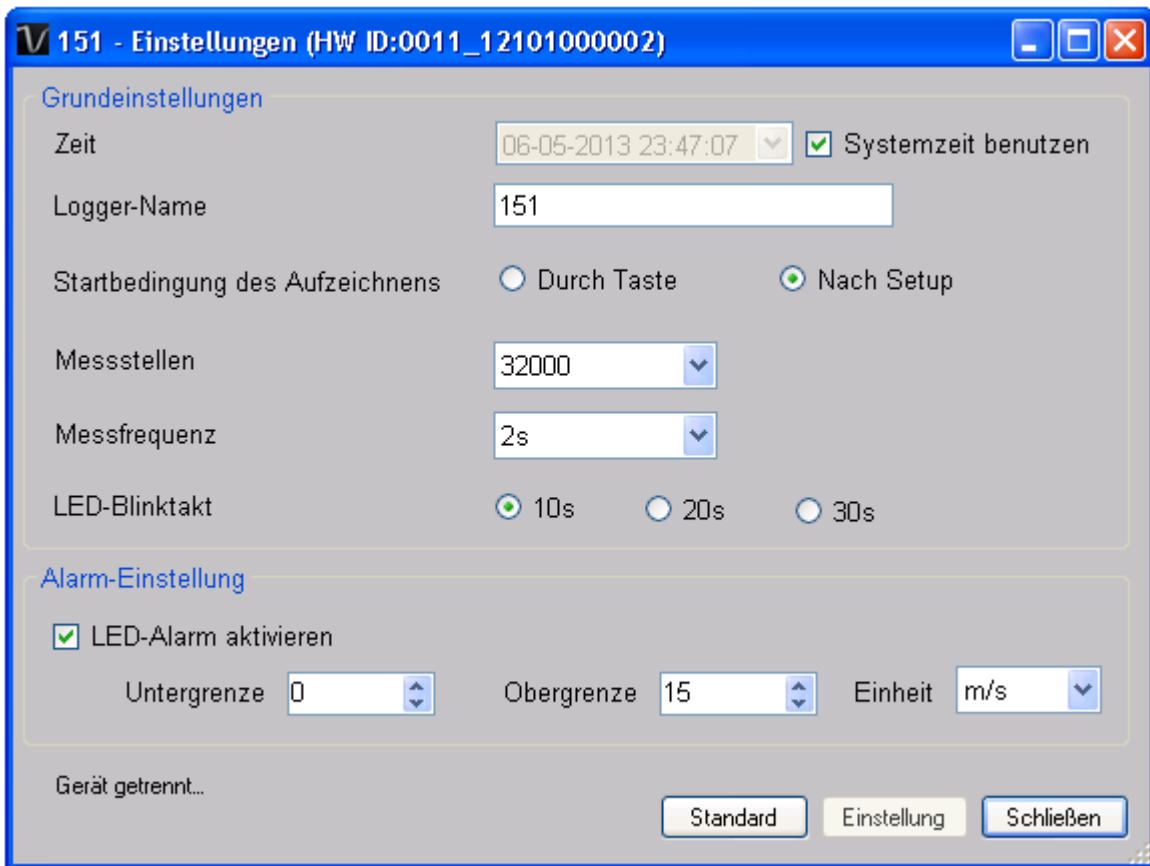 151 - Einstellungen (HW ID:0011_12101000002)
Grundeinstellungen
Zeit 06-05-2013 23:47:07 Systemzeit benutzen
Logger-Name 151
Startbedingung des Aufzeichnens Durch Taste Nach Setup
Messstellen 32000
Messfrequenz 2s
LED-Blinktakt 10s 20s 30s
Alarm-Einstellung
LED-Alarm aktivieren
Untergrenze 0 Obergrenze 15 Einheit m/s
Gerät getrennt...
Standard Einstellung Schließen